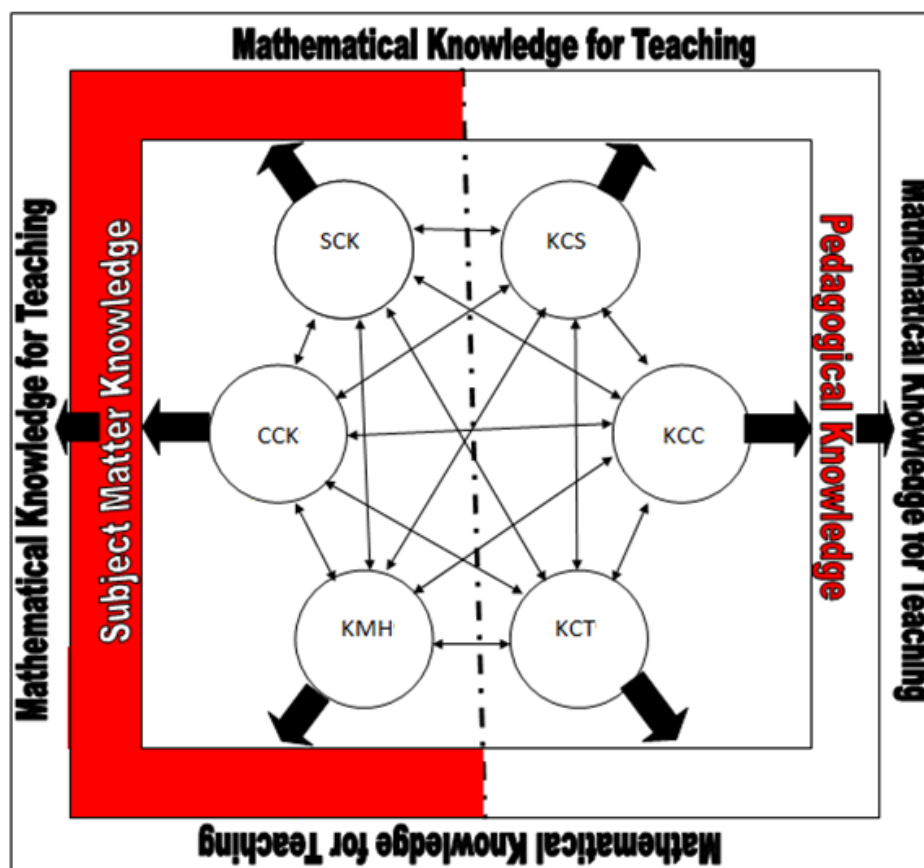 Mathematical Knowledge for Teaching
Mathematical Knowledge for Teaching
Subject Matter Knowledge
SCK
KCS
CCK
KCC
KMH
KCT
Pedagogical Knowledge
Mathematical Knowledge for Teaching
Mathematical Knowledge for Teaching